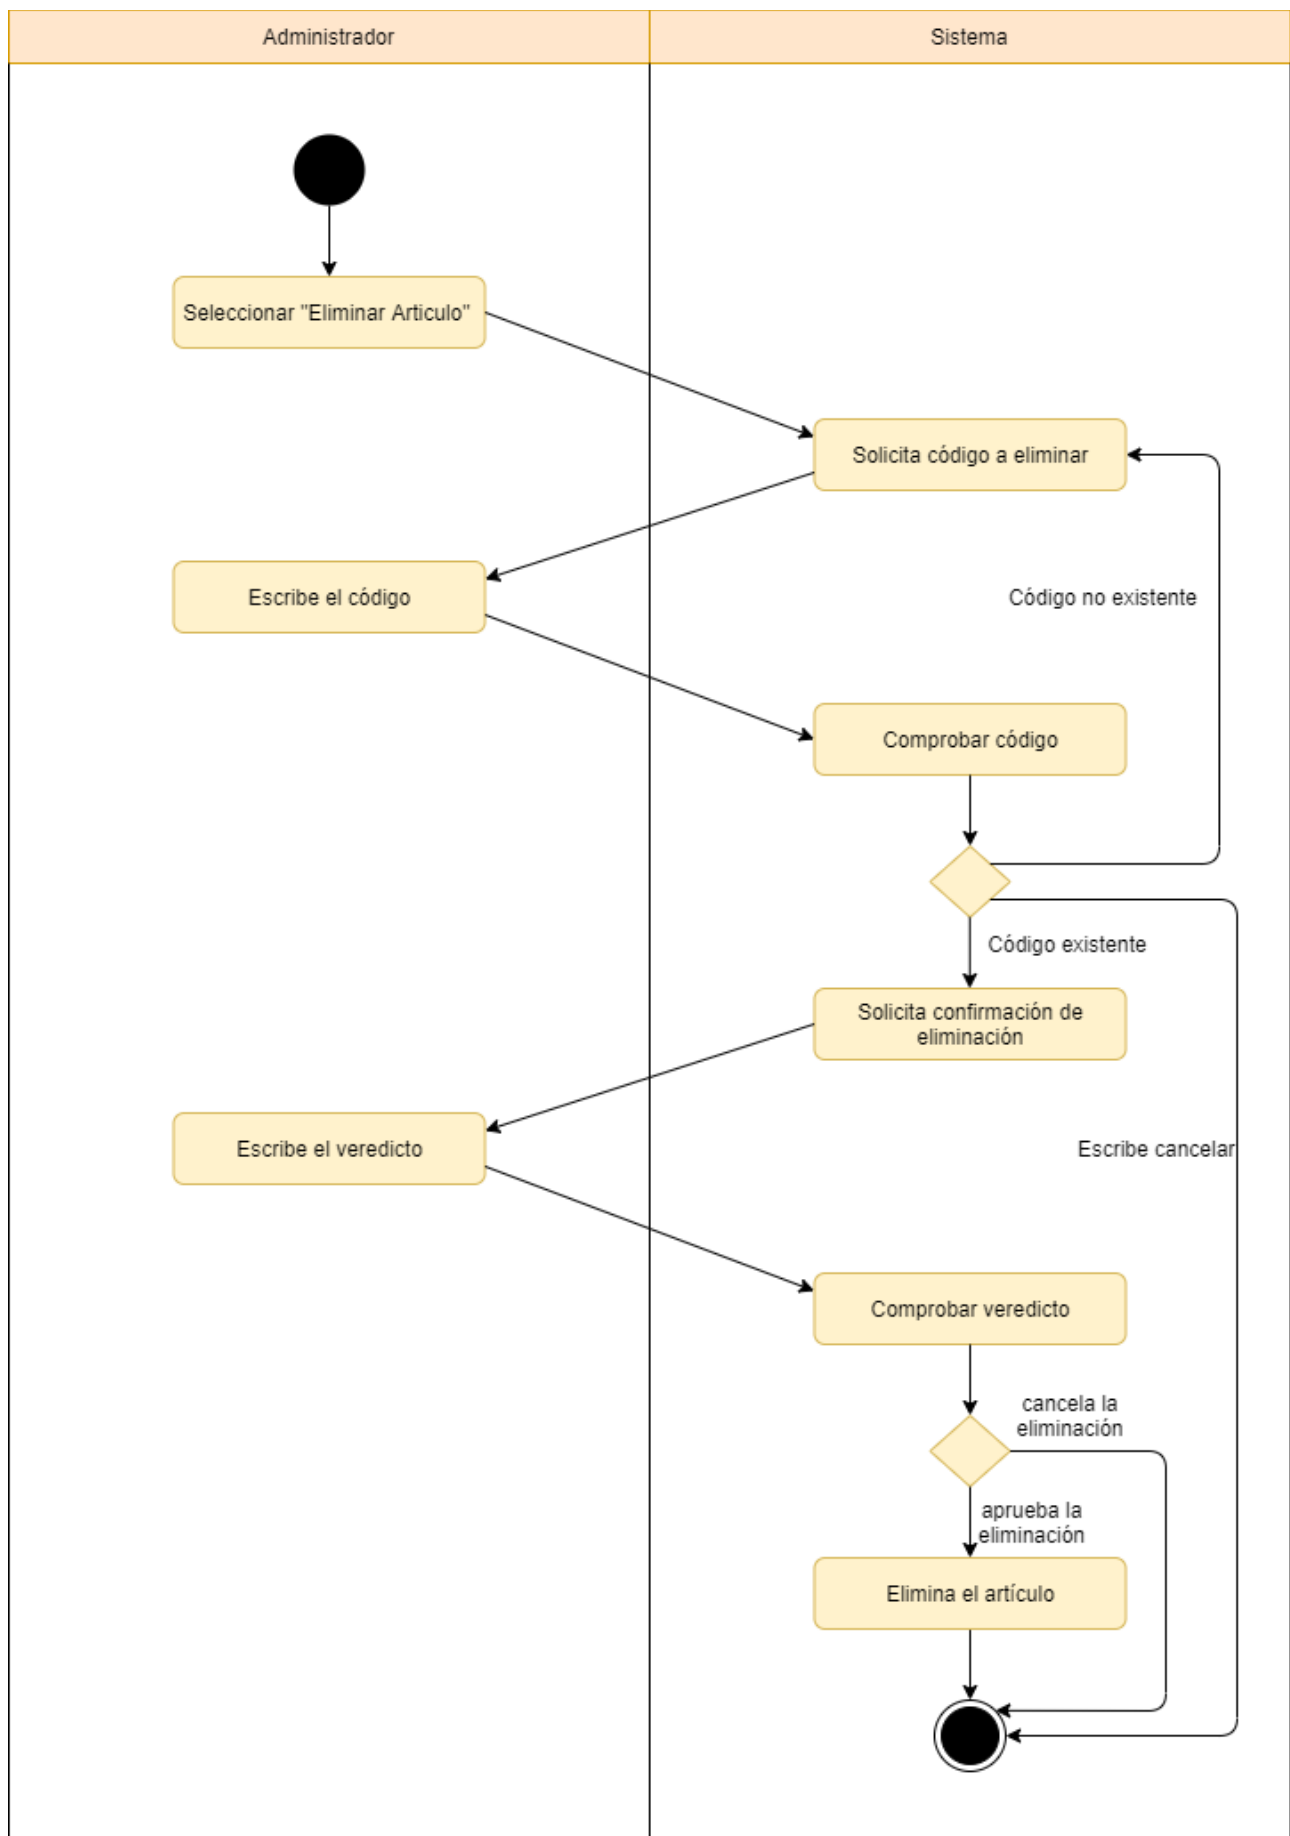 Administrador
Sistema
Seleccionar "Eliminar Articulo"
Solicita código a eliminar
Escribe el código
Código no existente
Comprobar código
Código existente
Solicita confirmación de
eliminación
Escribe el veredicto
Escribe cancelar
Comprobar veredicto
cancela la
eliminación
aprueba la
eliminación
Elimina el artículo